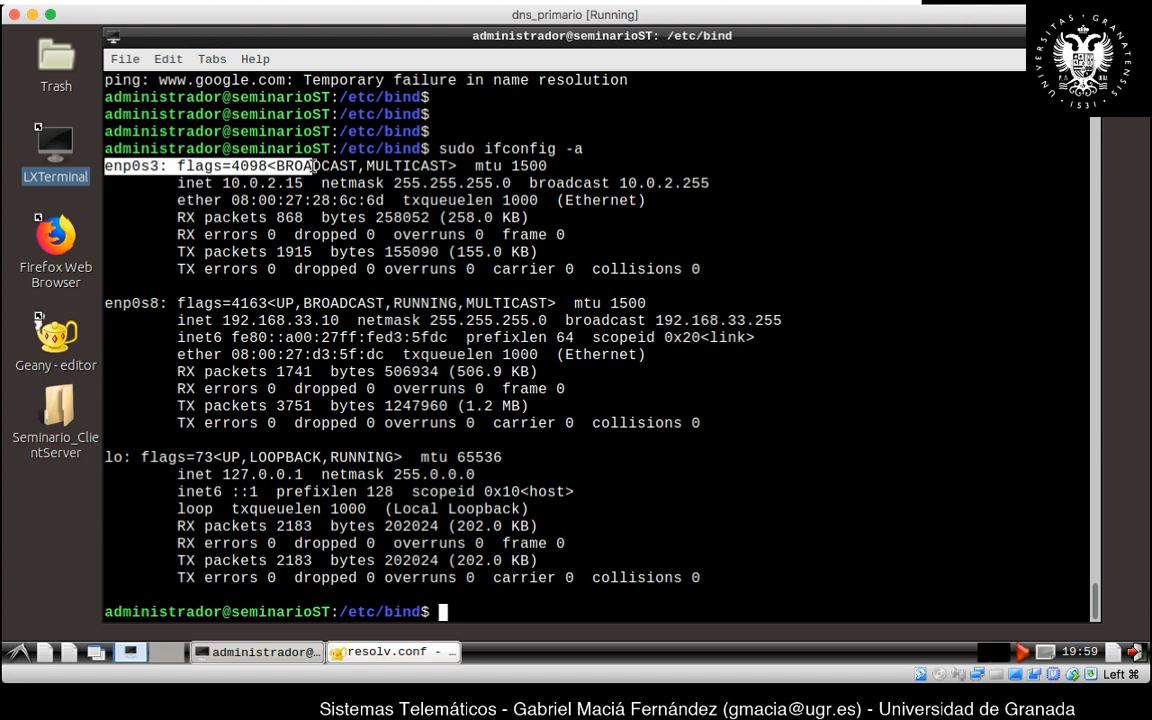 dns_primario [Running]
administrador@seminarioST: /etc/bind
File Edit Tabs Help
ping: www.google.com: Temporary failure in name resolution
administrador@seminarioST:/etc/bind$
administrador@seminarioST:/etc/bind$
administrador@seminarioST:/etc/bind$
administrador@seminarioST:/etc/bind$ sudo ifconfig -a
enp0s3: flags=4098<BROADCAST,MULTICAST>  mtu 1500
inet 10.0.2.15  netmask 255.255.255.0  broadcast 10.0.2.255
ether 08:00:27:28:6c:6d  txqueuelen 1000  (Ethernet)
RX packets 868  bytes 258052 (258.0 KB)
RX errors 0  dropped 0  overruns 0  frame 0
TX packets 1915  bytes 155090 (155.0 KB)
TX errors 0  dropped 0 overruns 0  carrier 0  collisions 0
enp0s8: flags=4163<UP,BROADCAST,RUNNING,MULTICAST>  mtu 1500
inet 192.168.33.10  netmask 255.255.255.0  broadcast 192.168.33.255
inet6 fe80::a00:27ff:fed3:5fdc  prefixlen 64  scopeid 0x20<link>
ether 08:00:27:d3:5f:dc  txqueuelen 1000  (Ethernet)
RX packets 1741  bytes 506934 (506.9 KB)
RX errors 0  dropped 0  overruns 0  frame 0
TX packets 3751  bytes 1247960 (1.2 MB)
TX errors 0  dropped 0 overruns 0  carrier 0  collisions 0
lo: flags=73<UP,LOOPBACK,RUNNING>  mtu 65536
inet 127.0.0.1  netmask 255.0.0.0
inet6 ::1  prefixlen 128  scopeid 0x10<host>
loop  txqueuelen 1000  (Local Loopback)
RX packets 2183  bytes 202024 (202.0 KB)
RX errors 0  dropped 0  overruns 0  frame 0
TX packets 2183  bytes 202024 (202.0 KB)
TX errors 0  dropped 0 overruns 0  carrier 0  collisions 0
administrador@seminarioST:/etc/bind$
Trash
LXTerminal
Firefox Web
Browser
Geany - editor
Seminario_Clie
ntServer
UNIVERSITAS GRANATENSIS 1531
administrador@...
resolv.conf - ...
19:59
Left ⌘
Sistemas Telemáticos - Gabriel Maciá Fernández (gmacia@ugr.es) - Universidad de Granada